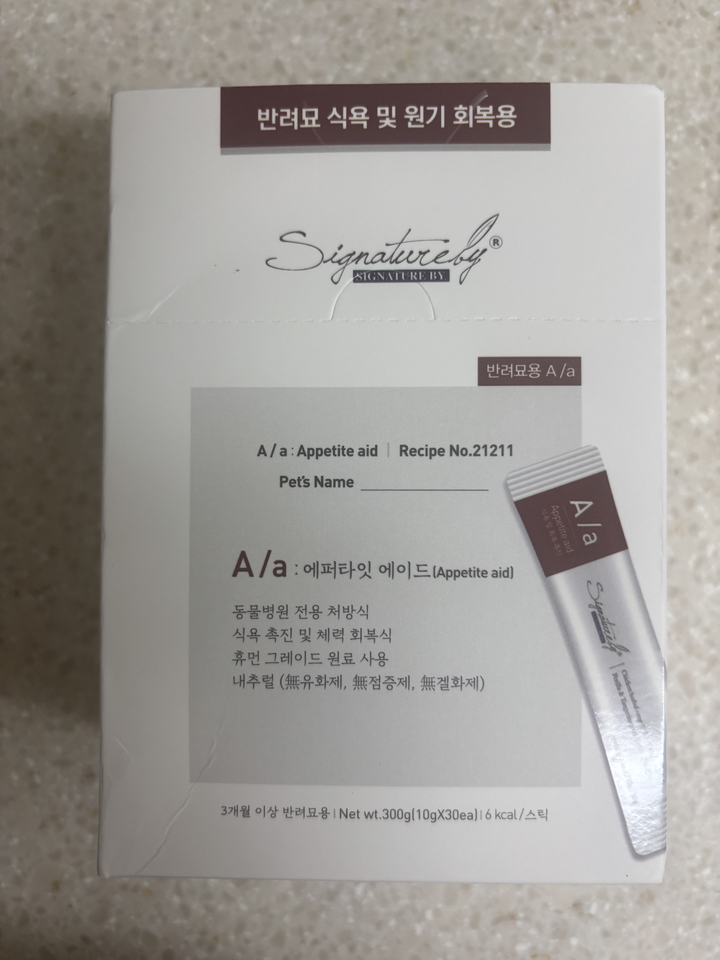 반려묘 식욕 및 원기 회복용
Signature by®
SIGNATURE BY.
반려묘용 A/a
A/a : Appetite aid | Recipe No.21211
Pet's Name
A/a : 에퍼타잇 에이드(Appetite aid)
동물병원 전용 처방식
식욕 촉진 및 체력 회복식
휴먼 그레이드 원료 사용
내추럴 (無유화제, 無점증제, 無겔화제)
A/a
Appetite aid
Signature by
3개월 이상 반려묘용 | Net wt.300g(10gX30ea) | 6 kcal/스틱